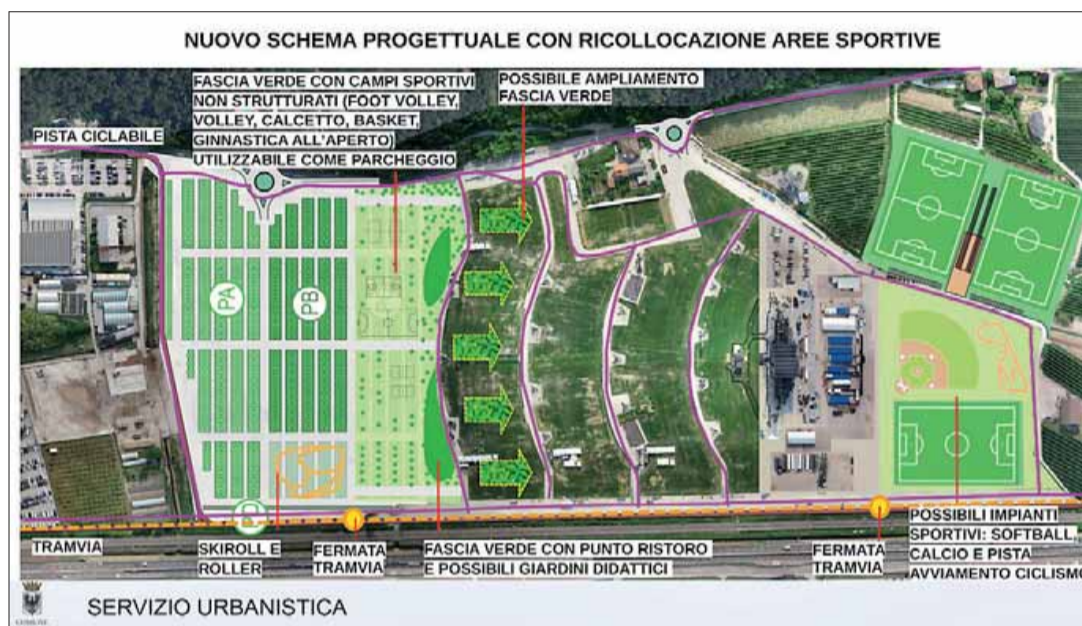 NUOVO SCHEMA PROGETTUALE CON RICOLLOCAZIONE AREE SPORTIVE
FASCIA VERDE CON CAMPI SPORTIVI
NON STRUTTURATI (FOOT VOLLEY,
VOLLEY, CALCETTO, BASKET,
GINNASTICA ALL'APERTO)
UTILIZZABILE COME PARCHEGGIO
POSSIBILE AMPLIAMENTO
FASCIA VERDE
PISTA CICLABILE
PA
PB
TRAMVIA
SKIROLL E
ROLLER
FERMATA
TRAMVIA
FASCIA VERDE CON PUNTO RISTORO
E POSSIBILI GIARDINI DIDATTICI
FERMATA
TRAMVIA
POSSIBILI IMPIANTI
SPORTIVI: SOFTBALL,
CALCIO E PISTA
AVVIAMENTO CICLISMO
SERVIZIO URBANISTICA